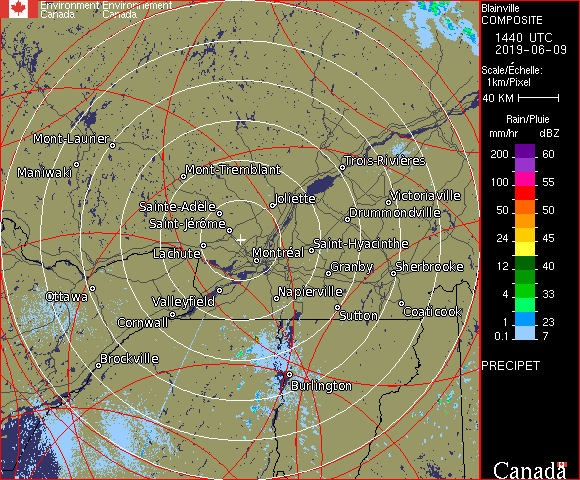 Environment Environnement
Canada Canada
Blainville
COMPOSITE
1440 UTC
2019-06-09
Scale/Échelle:
1km/Pixel
40 KM
Rain/Pluie
mm/hr dBZ
200 60
150 57
100 55
50 50
24 45
12 40
4 33
1 23
0.1 7
PRECIPET
Canada
Mont-Laurier
Maniwaki
Mont-Tremblant
Trois-Rivières
Joliette
Victoriaville
Sainte-Adèle
Drummondville
Saint-Jérôme
Saint-Hyacinthe
Lachute
Montréal
Granby
Sherbrooke
Ottawa
Valleyfield
Napierville
Cornwall
Sutton
Coaticook
Brockville
Burlington